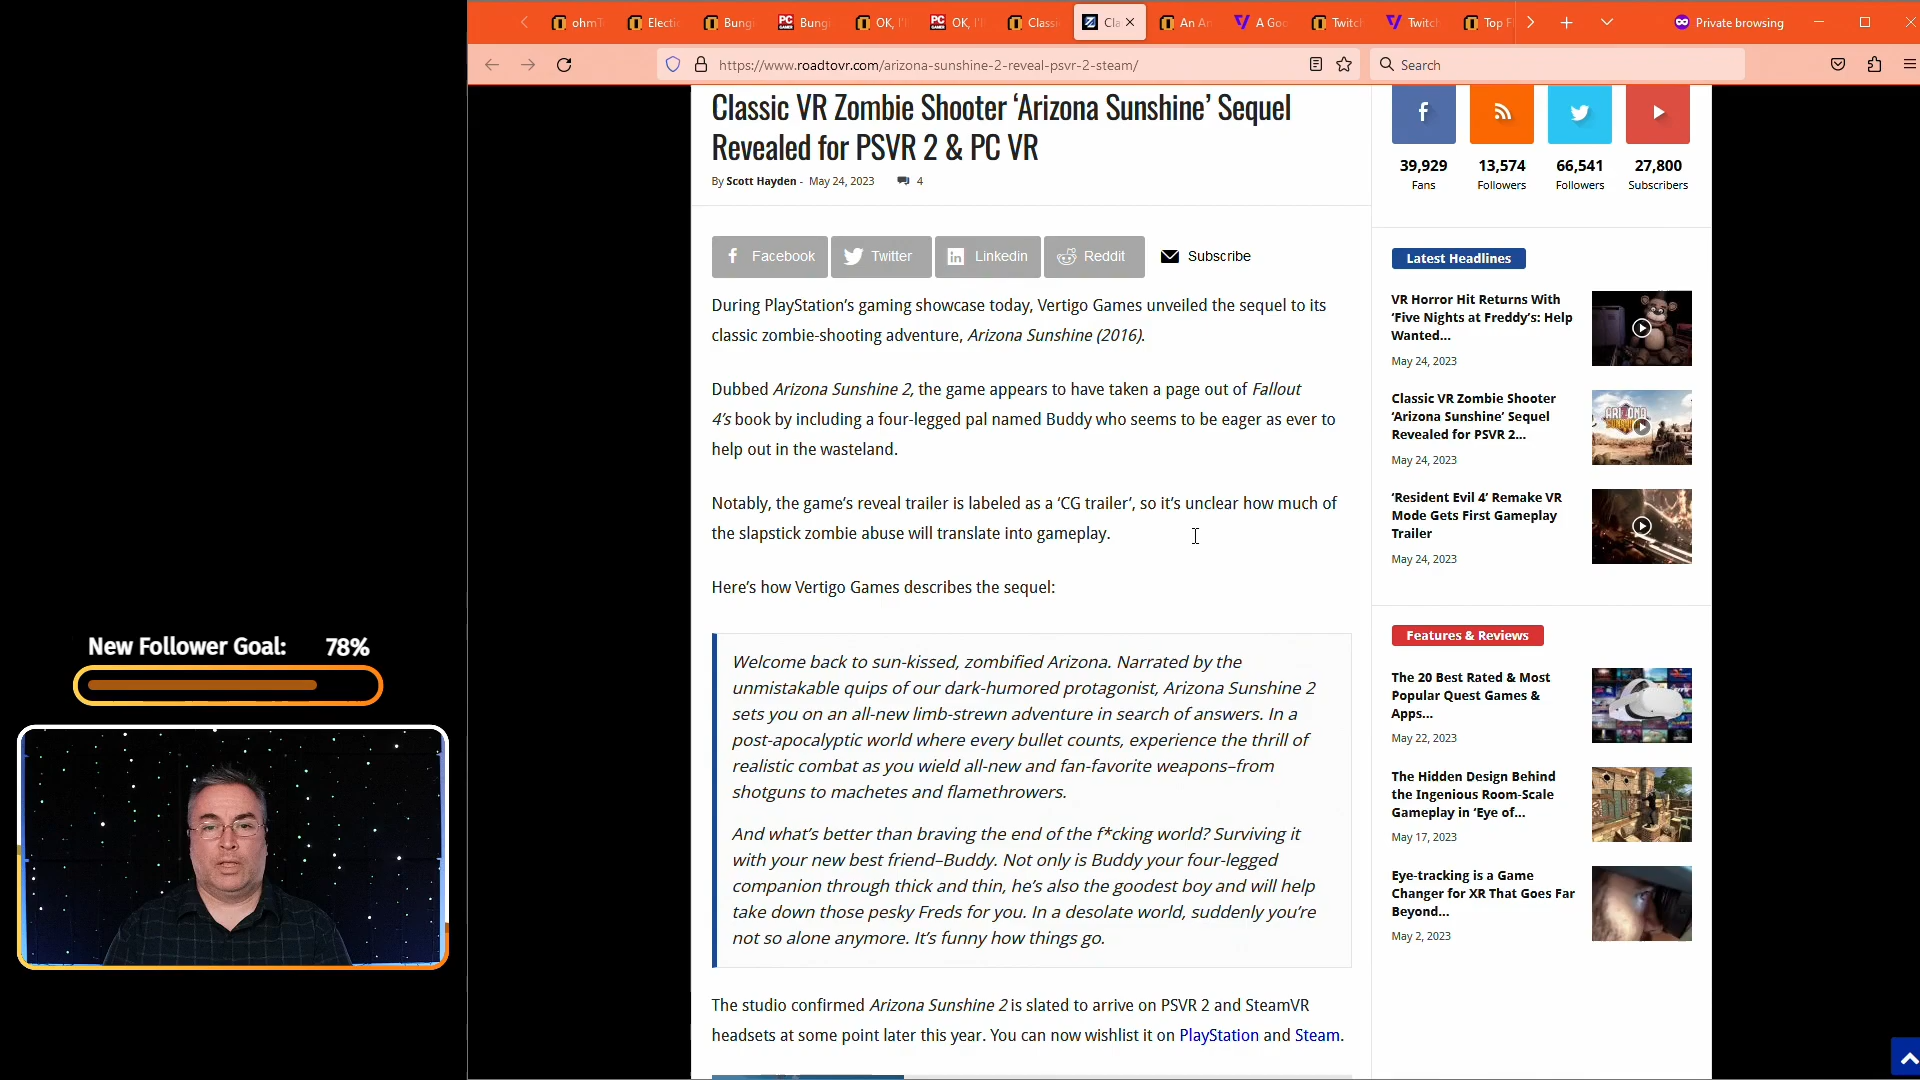 ohmT
Electi
Bungi
Bungi
OK, I'l
OK, I'l
Classi
Cla
An Ar
A Goo
Twitch
Twitch
Top F
Private browsing
https://www.roadtovr.com/arizona-sunshine-2-reveal-psvr-2-steam/
Search
Classic VR Zombie Shooter ‘Arizona Sunshine’ Sequel
Revealed for PSVR 2 & PC VR
By Scott Hayden - May 24, 2023 4
Facebook
Twitter
Linkedin
Reddit
Subscribe
During PlayStation’s gaming showcase today, Vertigo Games unveiled the sequel to its
classic zombie-shooting adventure, Arizona Sunshine (2016).
Dubbed Arizona Sunshine 2, the game appears to have taken a page out of Fallout
4’s book by including a four-legged pal named Buddy who seems to be eager as ever to
help out in the wasteland.
Notably, the game’s reveal trailer is labeled as a ‘CG trailer’, so it’s unclear how much of
the slapstick zombie abuse will translate into gameplay.
Here’s how Vertigo Games describes the sequel:
Welcome back to sun-kissed, zombified Arizona. Narrated by the
unmistakable quips of our dark-humored protagonist, Arizona Sunshine 2
sets you on an all-new limb-strewn adventure in search of answers. In a
post-apocalyptic world where every bullet counts, experience the thrill of
realistic combat as you wield all-new and fan-favorite weapons–from
shotguns to machetes and flamethrowers.
And what’s better than braving the end of the f*cking world? Surviving it
with your new best friend–Buddy. Not only is Buddy your four-legged
companion through thick and thin, he’s also the goodest boy and will help
take down those pesky Freds for you. In a desolate world, suddenly you’re
not so alone anymore. It’s funny how things go.
The studio confirmed Arizona Sunshine 2 is slated to arrive on PSVR 2 and SteamVR
headsets at some point later this year. You can now wishlist it on PlayStation and Steam.
39,929 13,574 66,541 27,800
Fans Followers Followers Subscribers
Latest Headlines
VR Horror Hit Returns With
‘Five Nights at Freddy’s: Help
Wanted...
May 24, 2023
Classic VR Zombie Shooter
‘Arizona Sunshine’ Sequel
Revealed for PSVR 2...
May 24, 2023
‘Resident Evil 4’ Remake VR
Mode Gets First Gameplay
Trailer
May 24, 2023
Features & Reviews
The 20 Best Rated & Most
Popular Quest Games &
Apps...
May 22, 2023
The Hidden Design Behind
the Ingenious Room-Scale
Gameplay in ‘Eye of...
May 17, 2023
Eye-tracking is a Game
Changer for XR That Goes Far
Beyond...
May 2, 2023
New Follower Goal: 78%